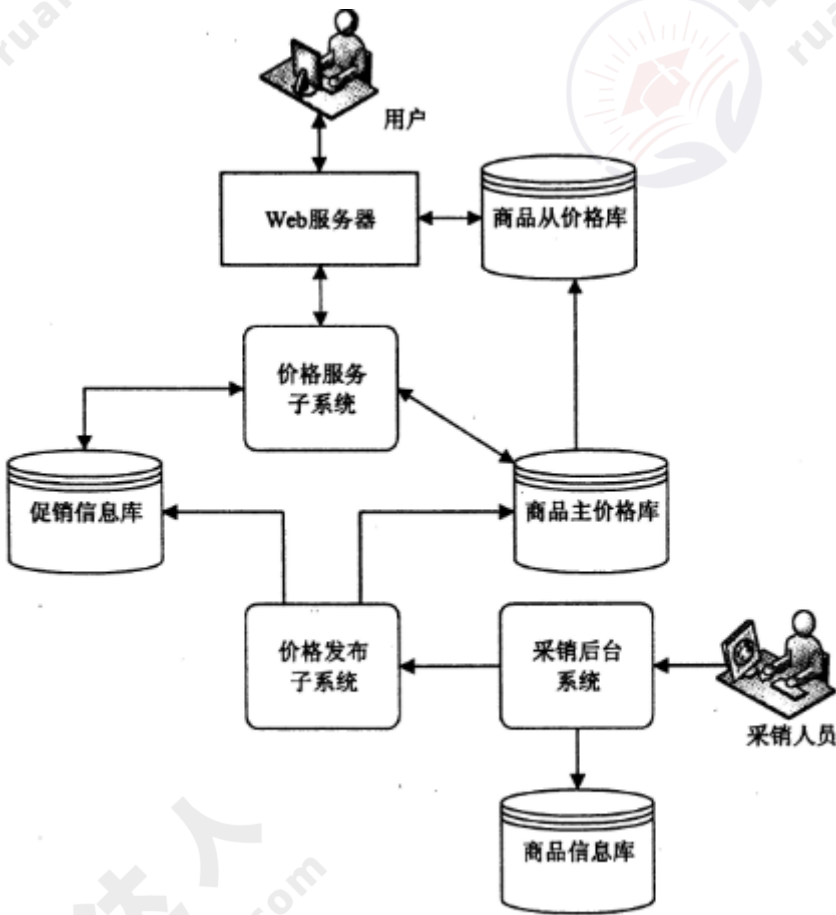 用户
Web服务器
商品从价格库
价格服务
子系统
促销信息库
商品主价格库
价格发布
子系统
采销后台
系统
采销人员
商品信息库